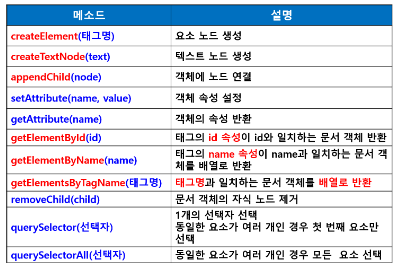 메소드 설명
createElement(태그명) 요소 노드 생성
createTextNode(text) 텍스트 노드 생성
appendChild(node) 객체에 노드 연결
setAttribute(name, value) 객체 속성 설정
getAttribute(name) 객체의 속성 반환
getElementById(id) 태그의 id 속성이 id와 일치하는 문서 객체 반환
getElementByName(name) 태그의 name 속성이 name과 일치하는 문서 객
체를 배열로 반환
getElementsByTagName(태그명) 태그명과 일치하는 문서 객체를 배열로 반환
removeChild(child) 문서 객체의 자식 노드 제거
querySelector(선택자) 1개의 선택자 선택
동일한 요소가 여러 개인 경우 첫 번째 요소만
선택
querySelectorAll(선택자) 동일한 요소가 여러 개인 경우 모든 요소 선택